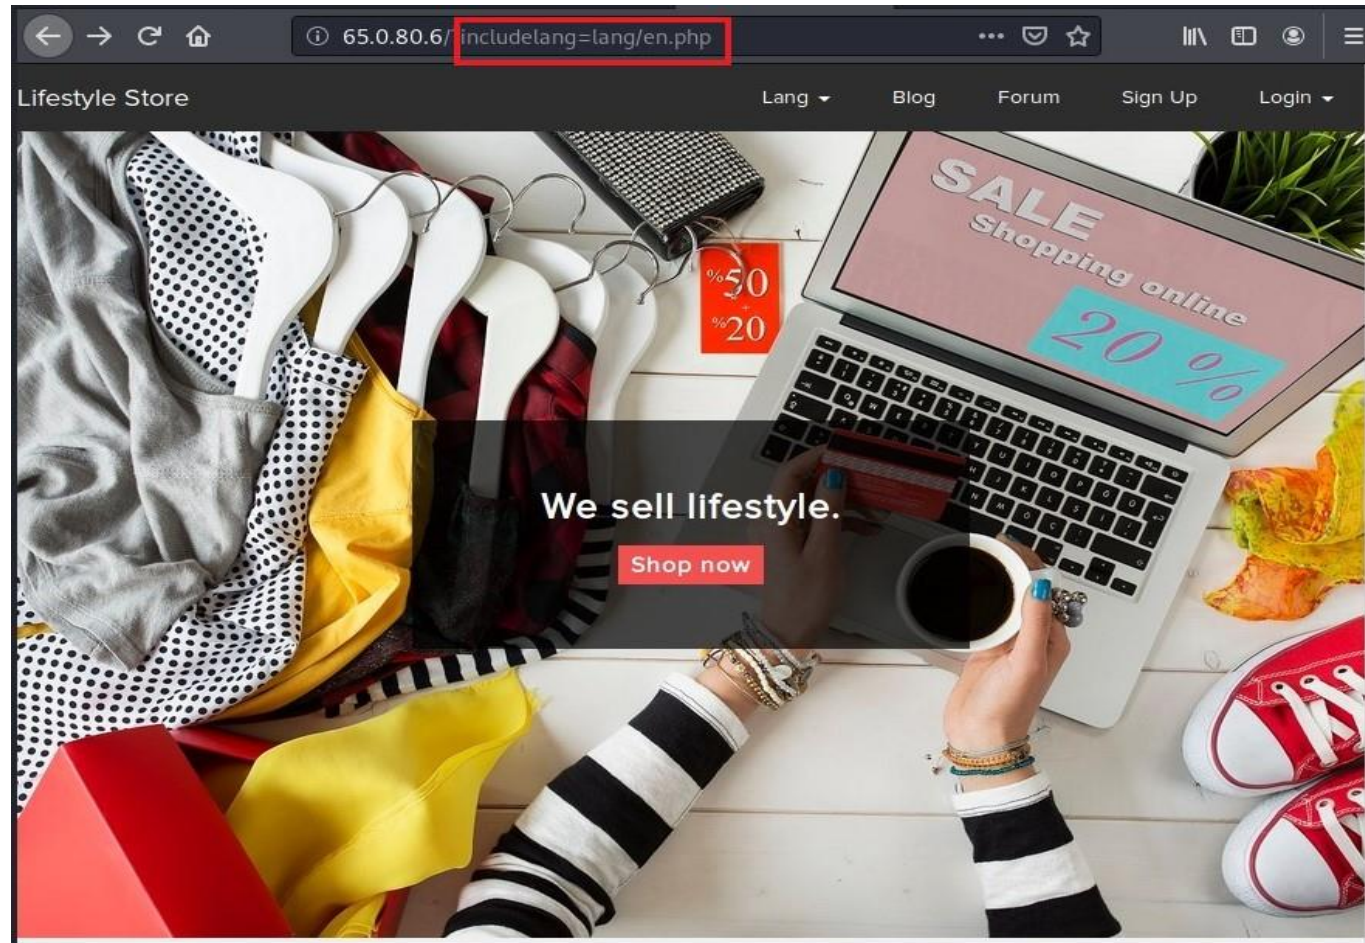 65.0.80.6/?includelang=lang/en.php
Lifestyle Store
Lang
Blog
Forum
Sign Up
Login
SALE
Shopping online
20 %
%50
+
%20
We sell lifestyle.
Shop now